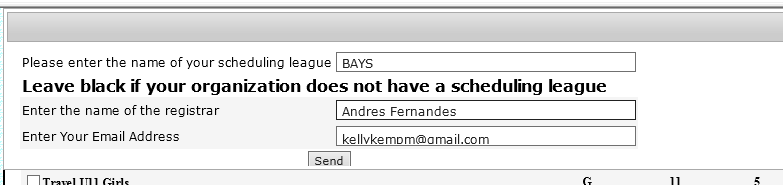 Please enter the name of your scheduling league BAYS
Leave black if your organization does not have a scheduling league
Enter the name of the registrar Andres Fernandes
Enter Your Email Address kellykempm@gmail.com
Send
Travel U11 Girls G 11 5